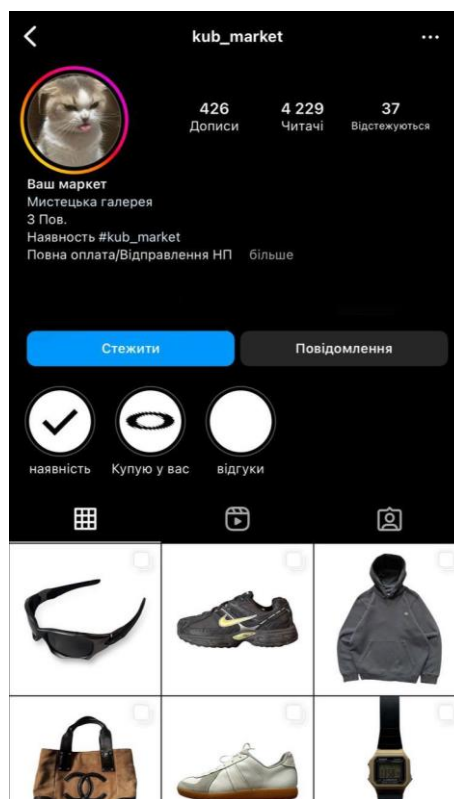 kub_market
426 4 229 37
Дописи Читачі Відстежуються
Ваш маркет
Мистецька галерея
3 Пов.
Наявность #kub_market
Повна оплата/Відправлення НП більше
Стежити Повідомлення
наявність Купую у вас відгуки